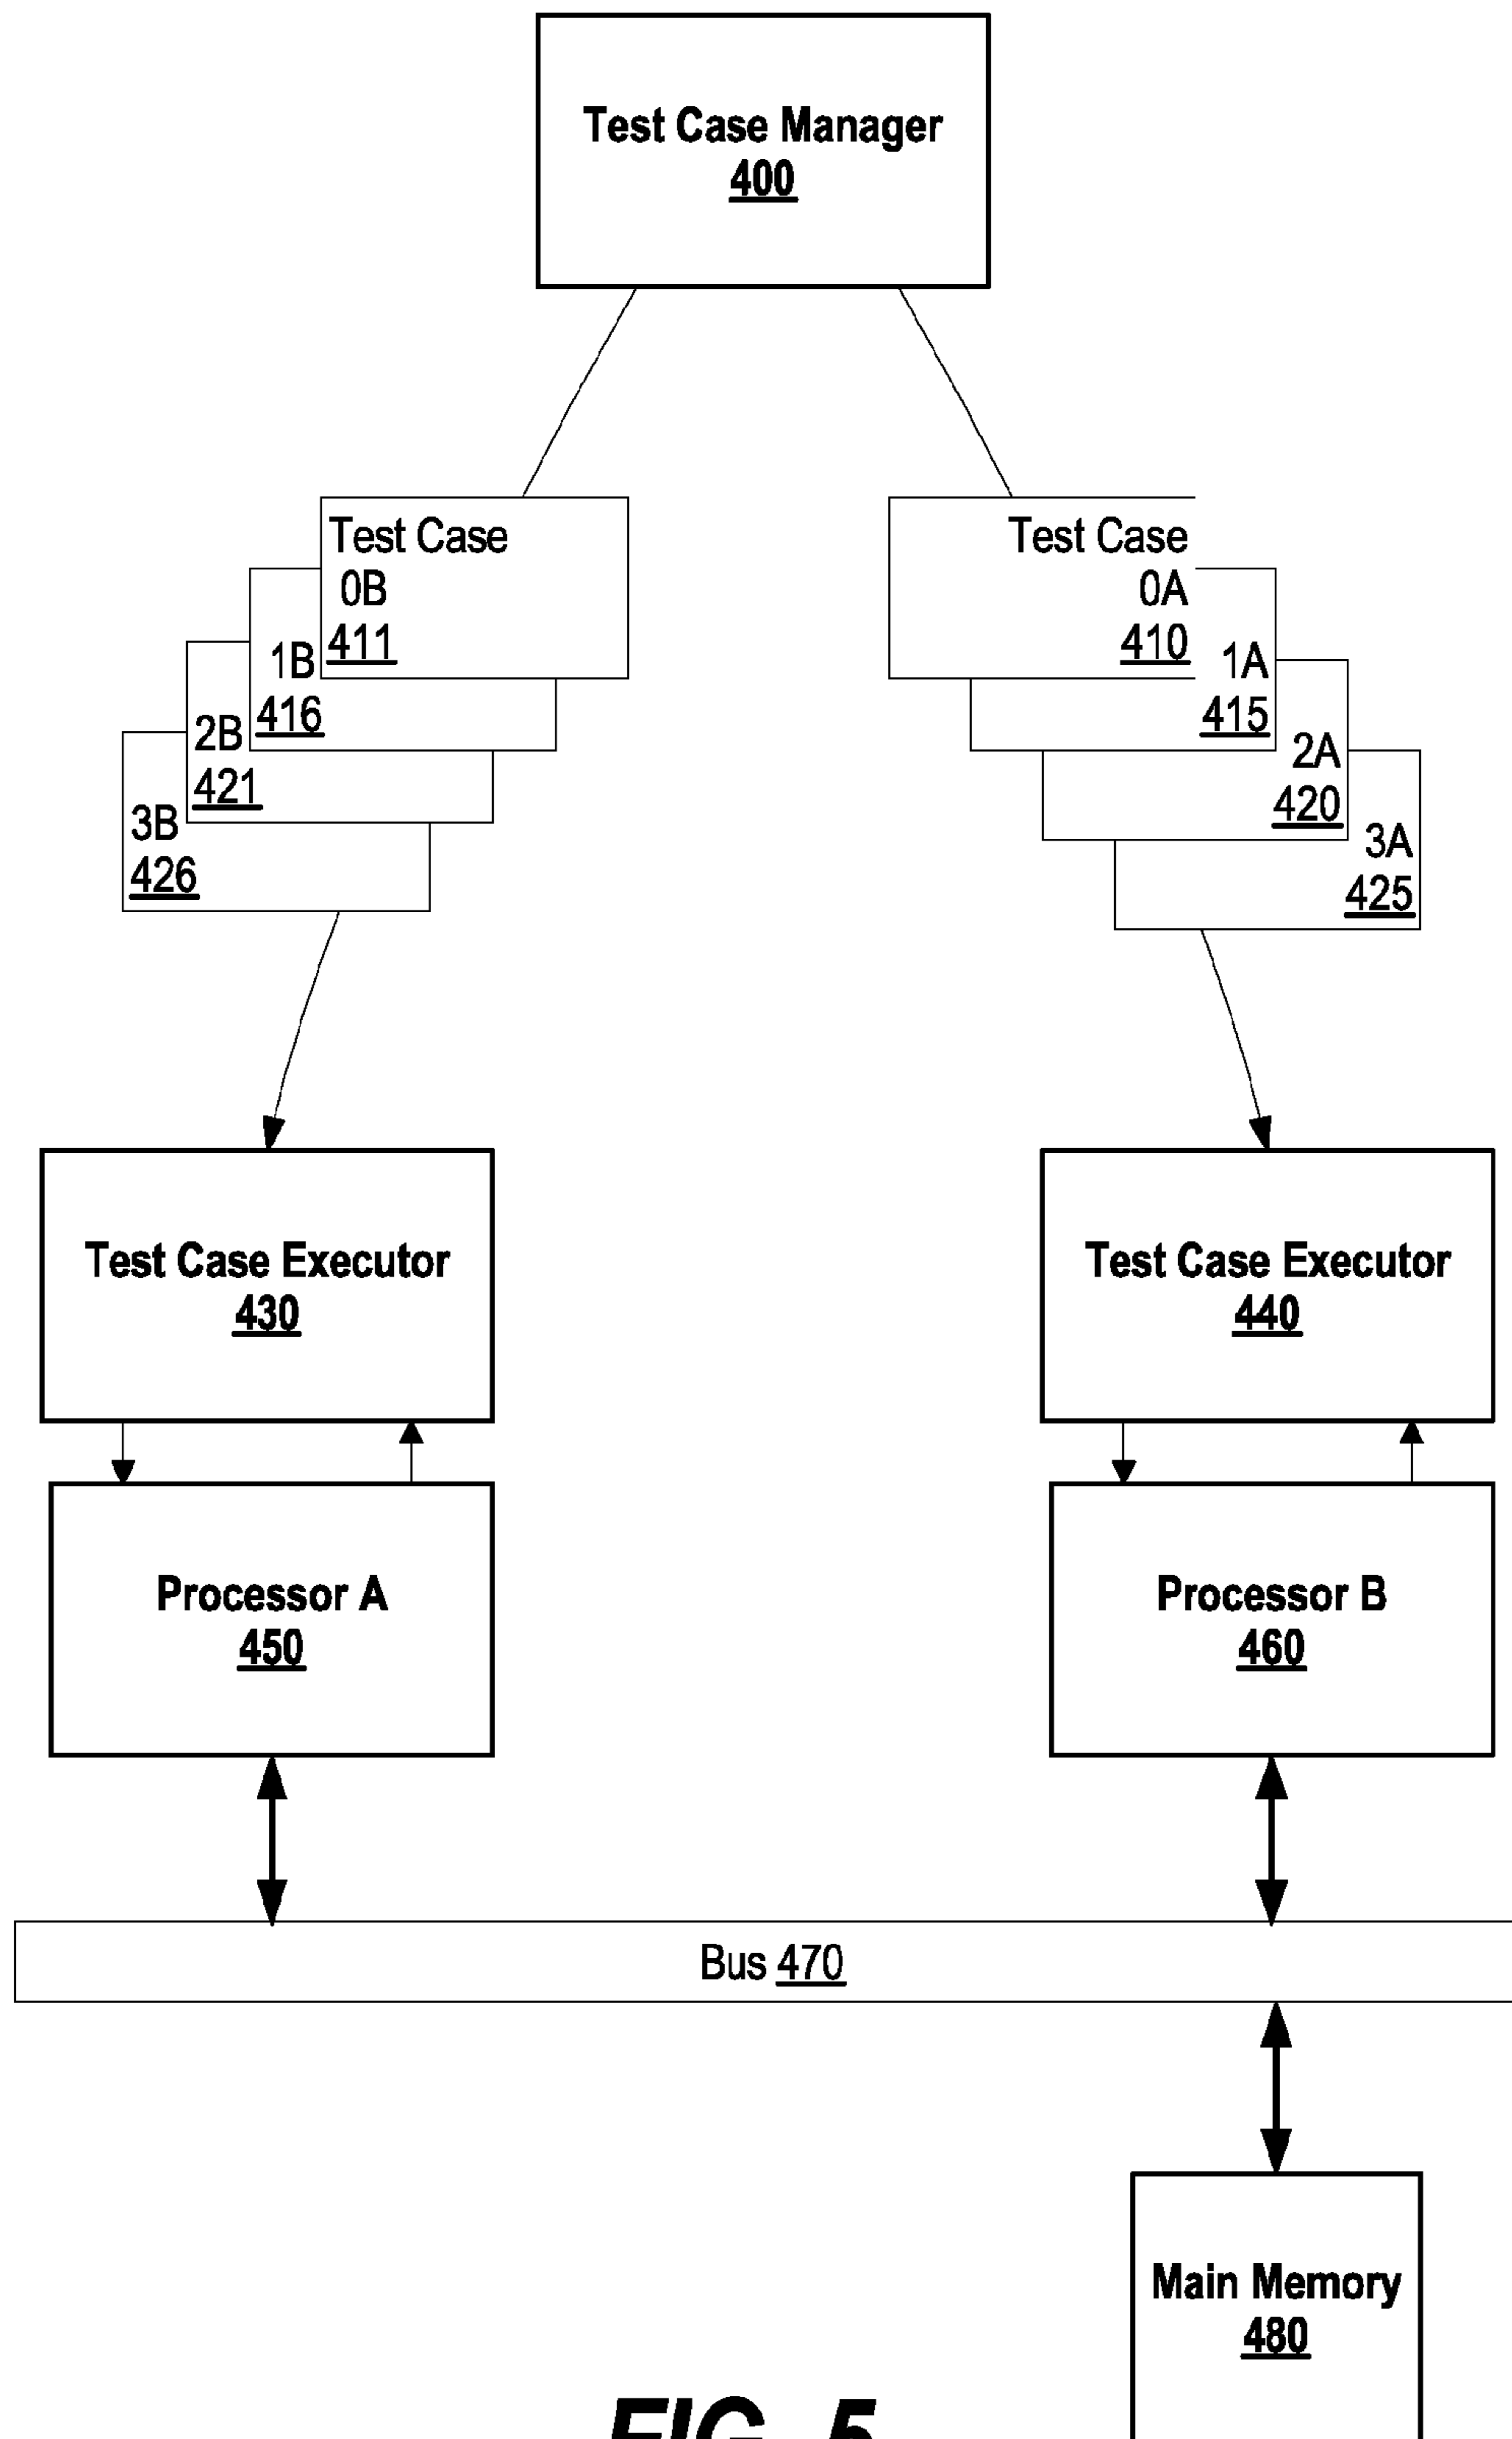 Test Case Manager
400
Test Case
0B
411
1B
416
2B
421
3B
426
Test Case
0A
410
1A
415
2A
420
3A
425
Test Case Executor
430
Test Case Executor
440
Processor A
450
Processor B
460
Bus 470
Main Memory
480
FIG. 5